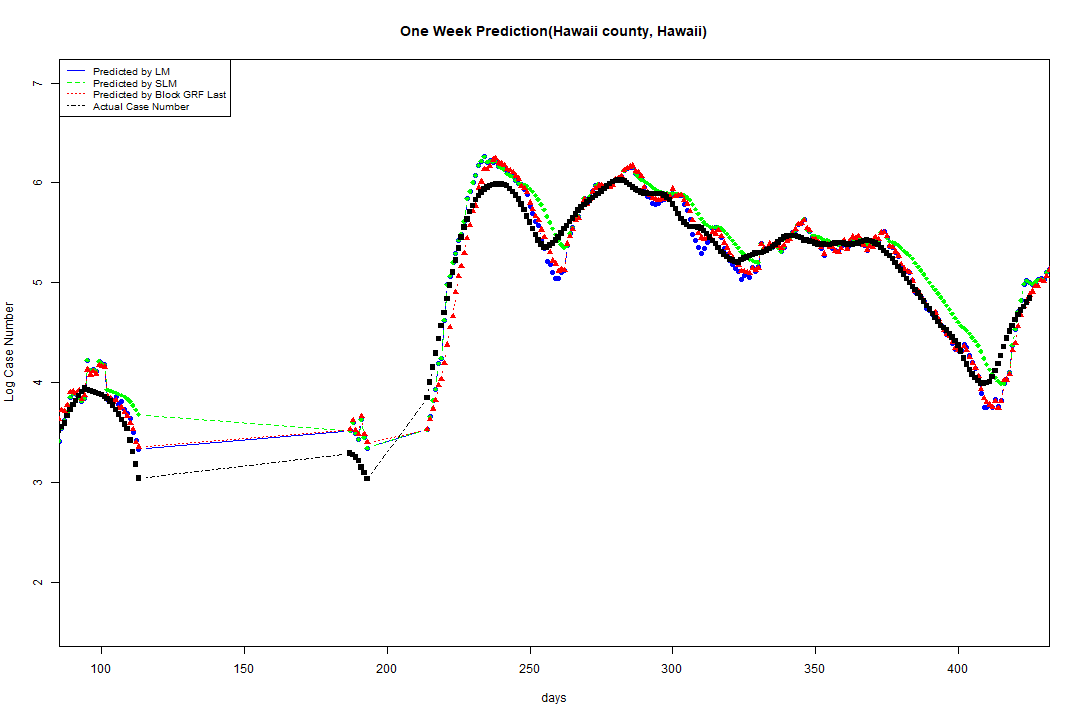 One Week Prediction(Hawaii county, Hawaii)
Predicted by LM
Predicted by SLM
Predicted by Block GRF Last
Actual Case Number
7
6
5
4
3
2
Log Case Number
100 150 200 250 300 350 400
days